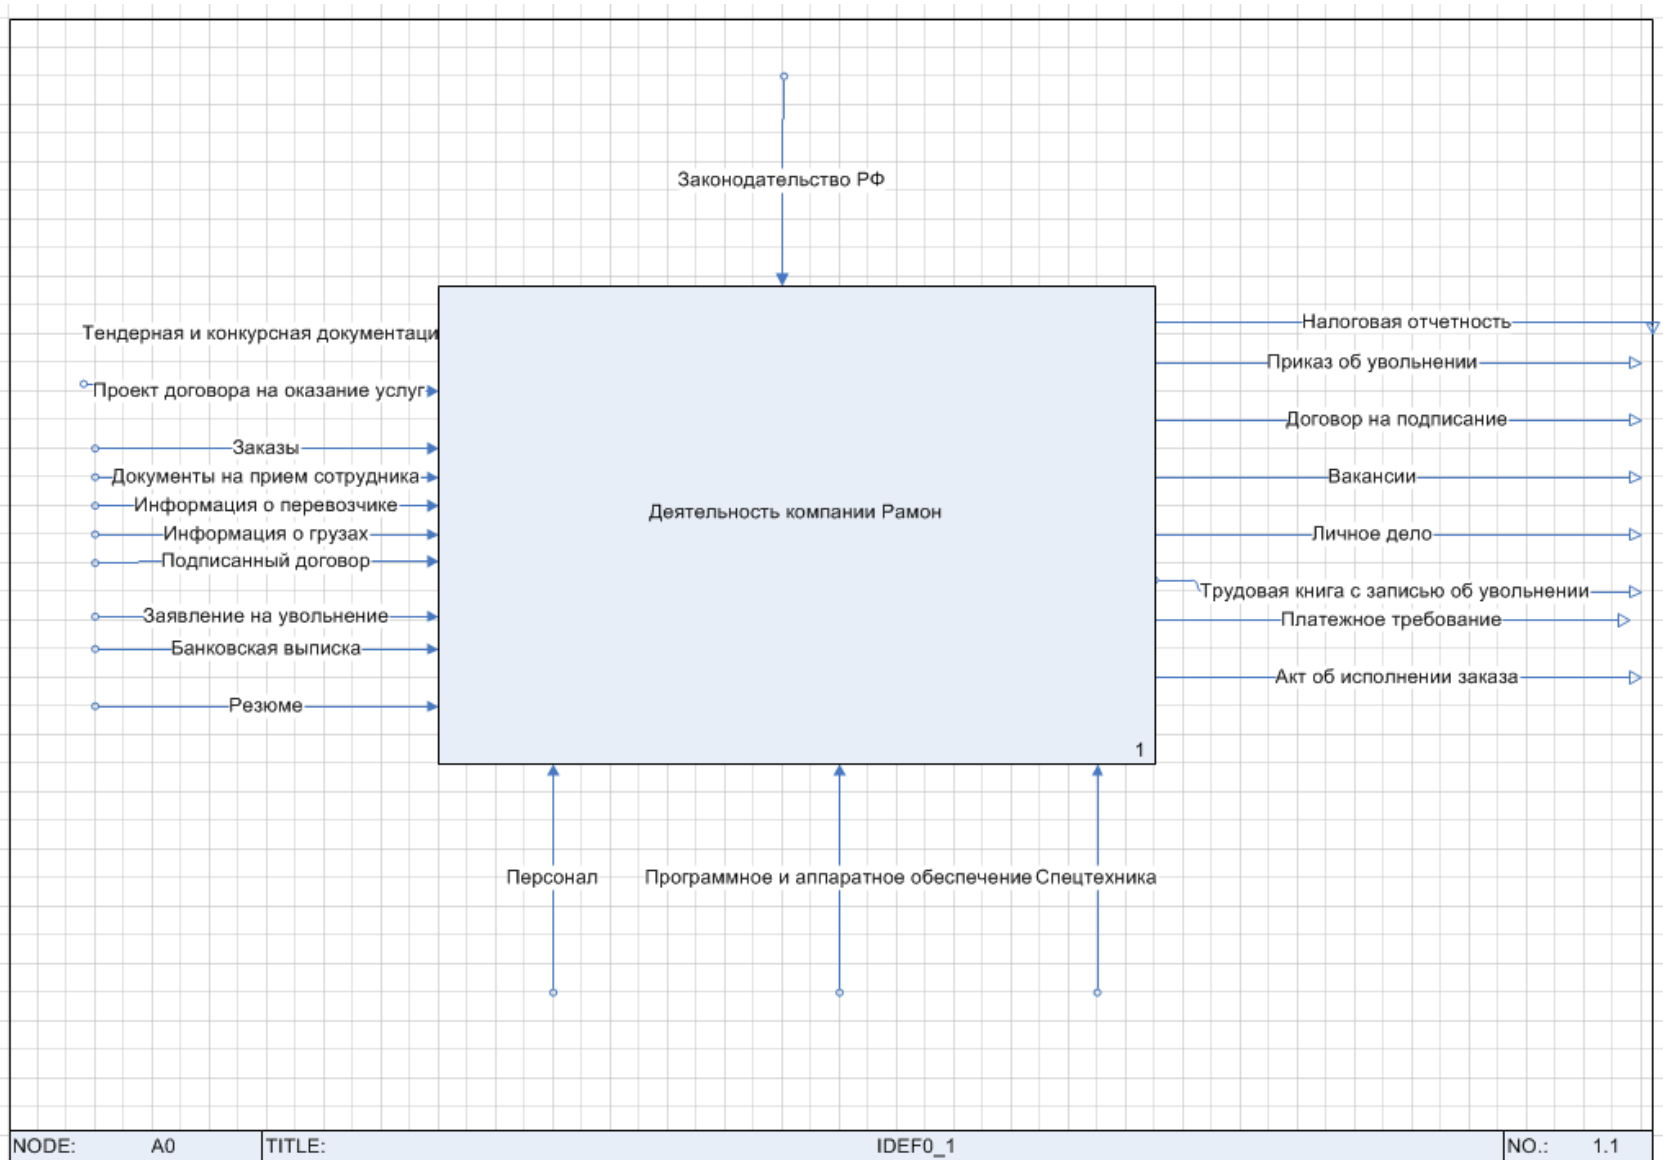 Законодательство РФ
Тендерная и конкурсная документаци
Проект договора на оказание услуг
Заказы
Документы на прием сотрудника
Информация о перевозчике
Информация о грузах
Подписанный договор
Заявление на увольнение
Банковская выписка
Резюме
Деятельность компании Рамон
1
Налоговая отчетность
Приказ об увольнении
Договор на подписание
Вакансии
Личное дело
Трудовая книга с записью об увольнении
Платежное требование
Акт об исполнении заказа
Персонал
Программное и аппаратное обеспечение
Спецтехника
NODE: A0 TITLE: IDEF0_1 NO.: 1.1